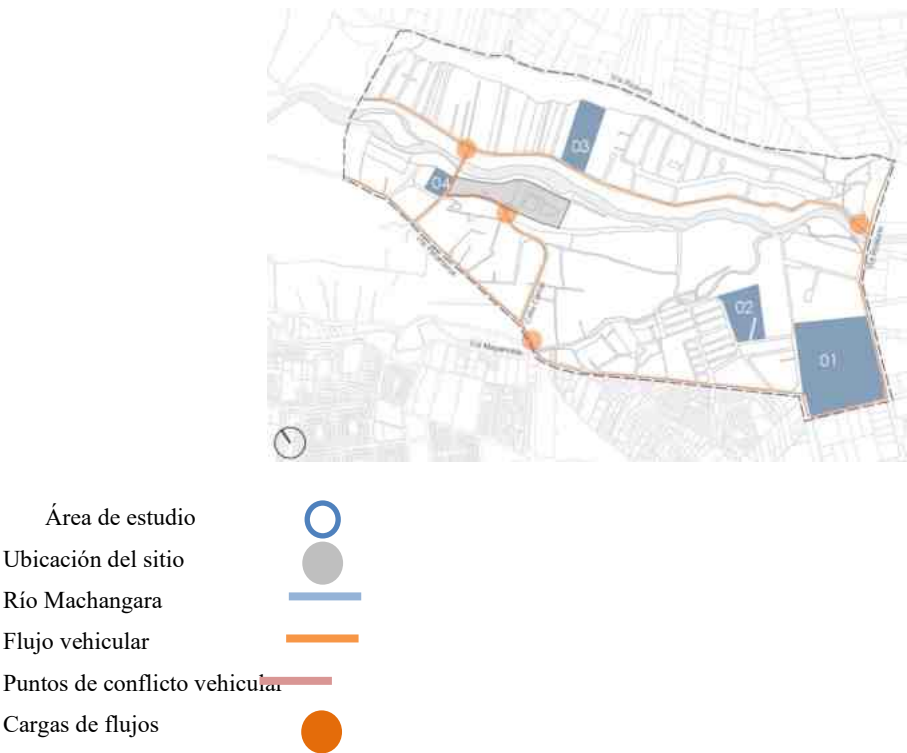 03
04
02
01
Área de estudio
Ubicación del sitio
Río Machangara
Flujo vehicular
Puntos de conflicto vehicular
Cargas de flujos